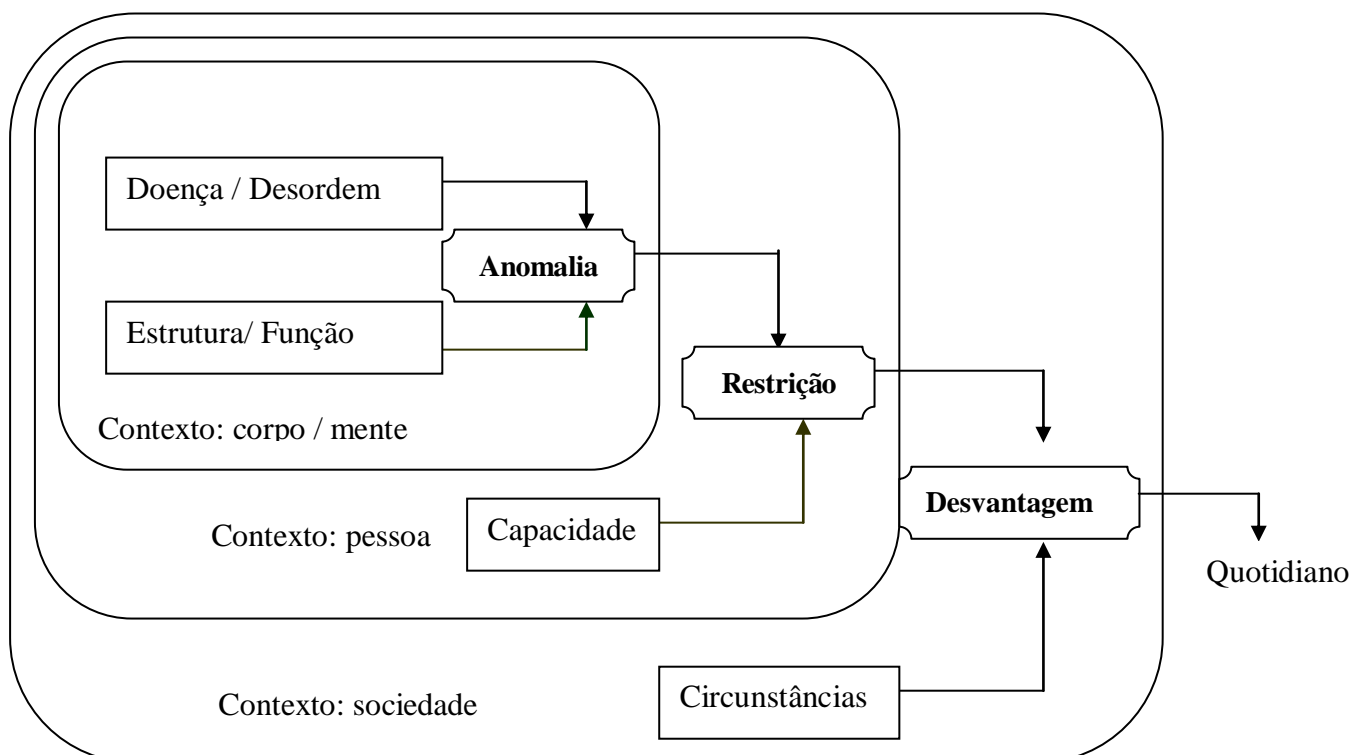 Doença / Desordem
Anomalia
Estrutura/ Função
Restrição
Contexto: corpo / mente
Desvantagem
Contexto: pessoa
Capacidade
Quotidiano
Circunstâncias
Contexto: sociedade